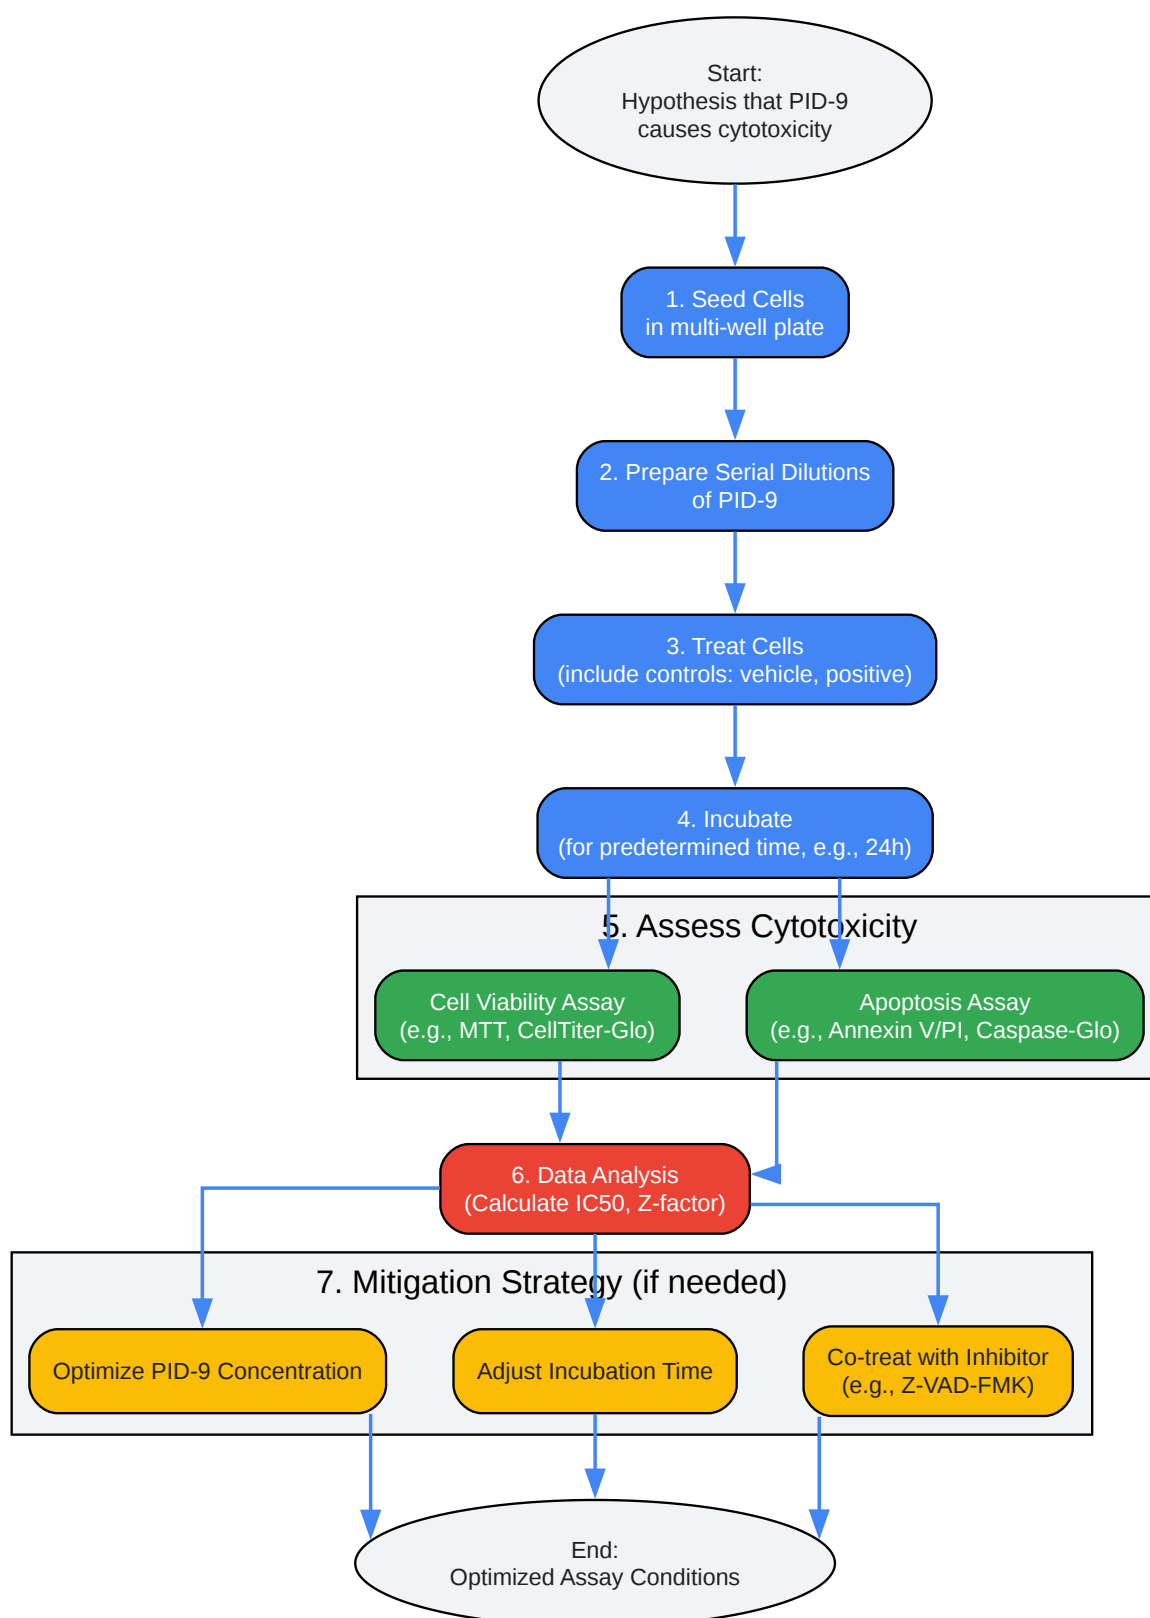 Start:
Hypothesis that PID-9
causes cytotoxicity
1. Seed Cells
in multi-well plate
2. Prepare Serial Dilutions
of PID-9
3. Treat Cells
(include controls: vehicle, positive)
4. Incubate
(for predetermined time, e.g., 24h)
5. Assess Cytotoxicity
Cell Viability Assay
(e.g., MTT, CellTiter-Glo)
Apoptosis Assay
(e.g., Annexin V/PI, Caspase-Glo)
6. Data Analysis
(Calculate IC50, Z-factor)
7. Mitigation Strategy (if needed)
Optimize PID-9 Concentration
Adjust Incubation Time
Co-treat with Inhibitor
(e.g., Z-VAD-FMK)
End:
Optimized Assay Conditions